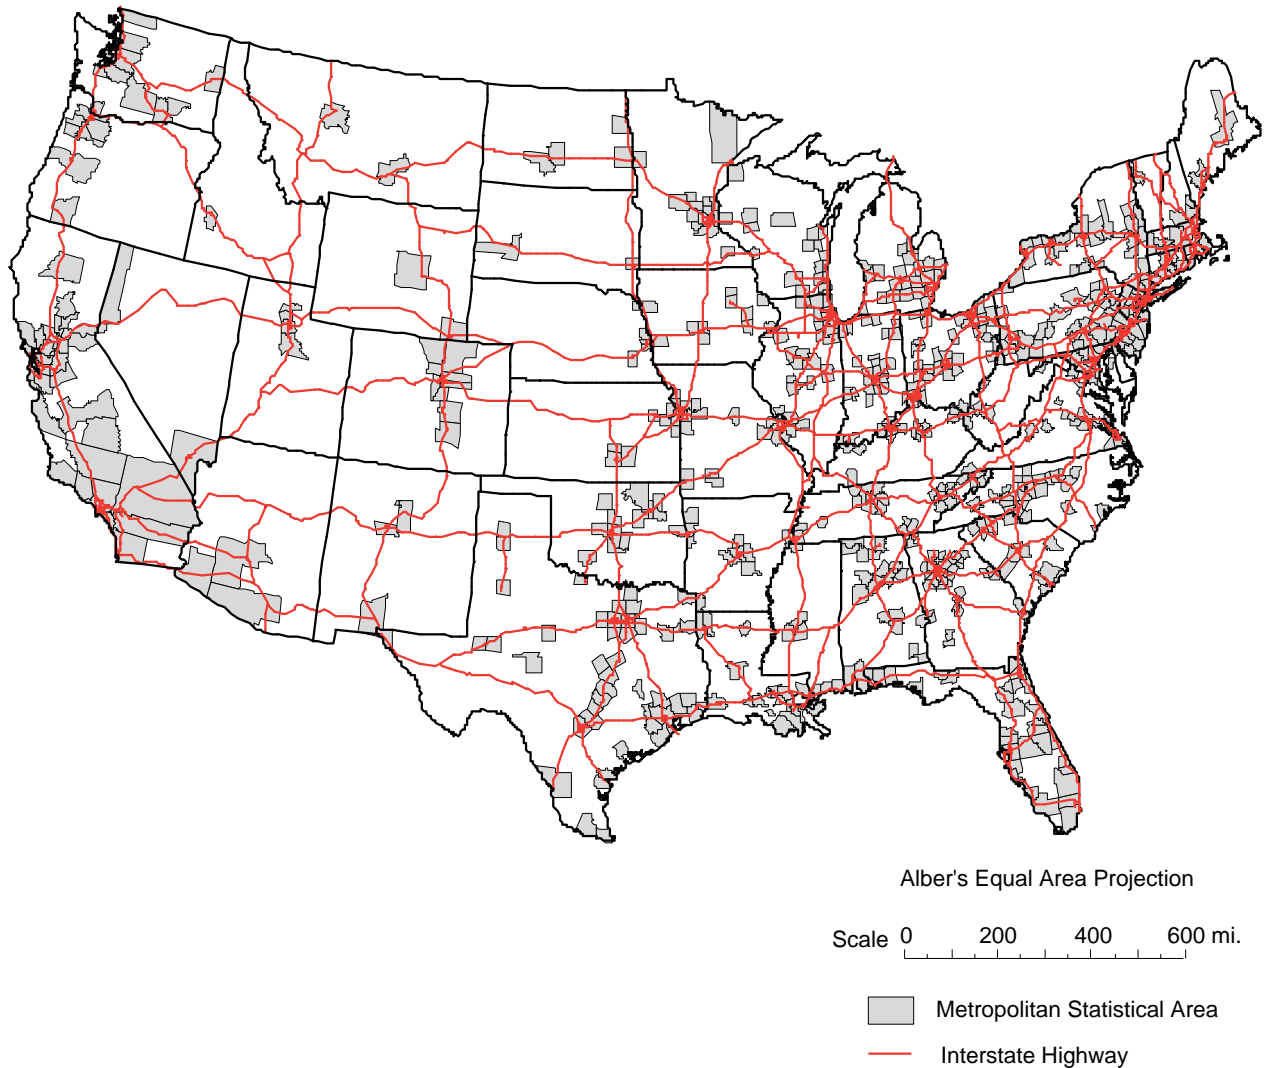 Alber's Equal Area Projection
Scale 0 200 400 600 mi.
Metropolitan Statistical Area
Interstate Highway